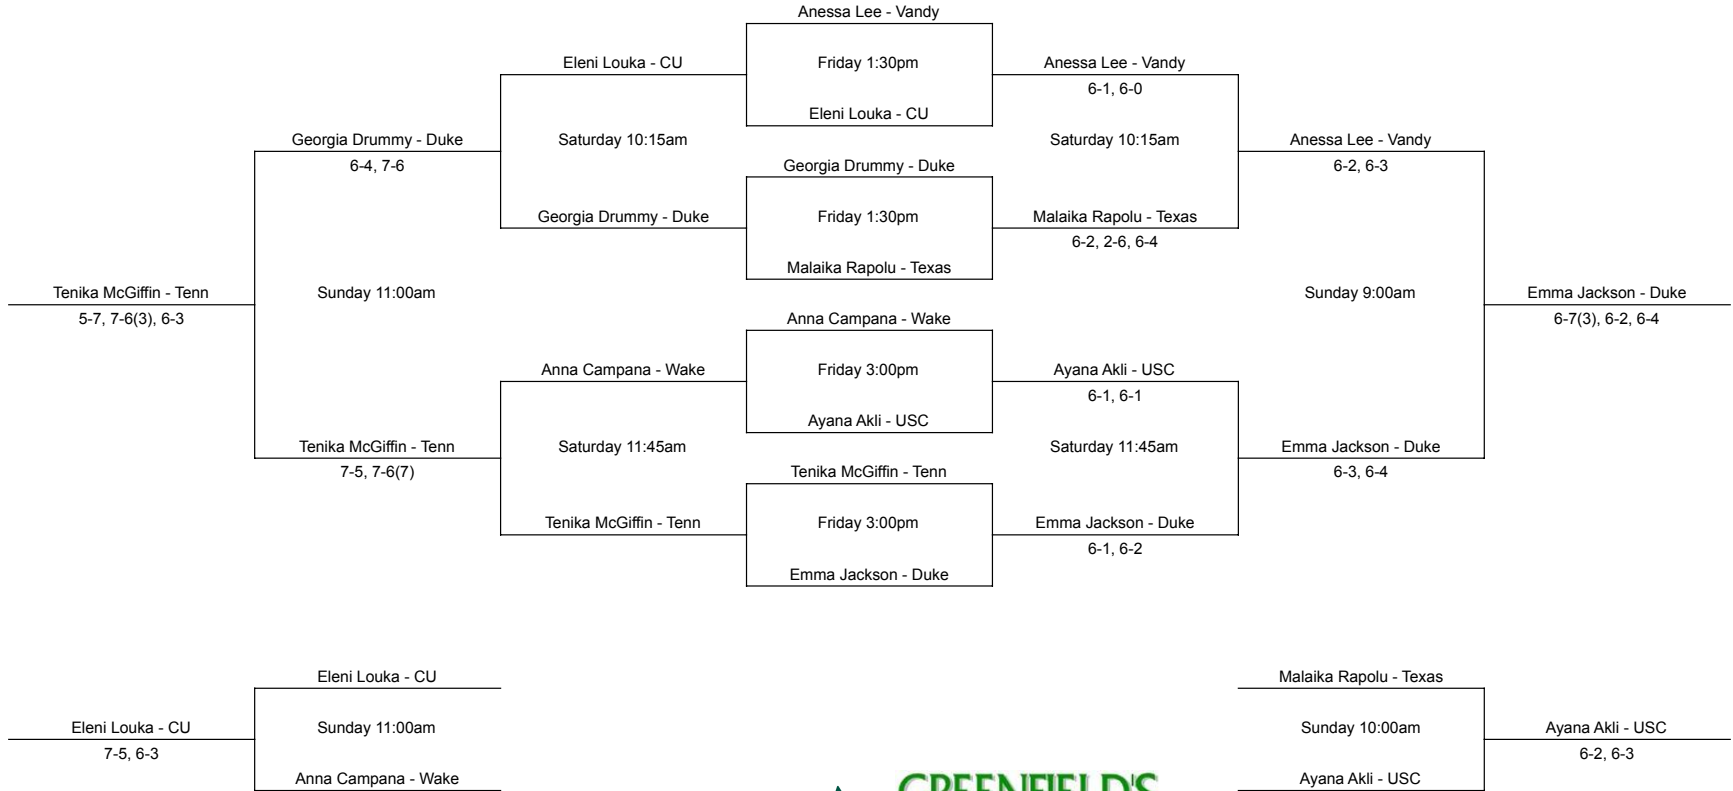 Anessa Lee - Vandy
Eleni Louka - CU
Friday 1:30pm
Anessa Lee - Vandy
6-1, 6-0
Eleni Louka - CU
Georgia Drummy - Duke
Saturday 10:15am
Saturday 10:15am
Anessa Lee - Vandy
6-4, 7-6
Georgia Drummy - Duke
6-2, 6-3
Georgia Drummy - Duke
Friday 1:30pm
Malaika Rapolu - Texas
6-2, 2-6, 6-4
Malaika Rapolu - Texas
Tenika McGiffin - Tenn
Sunday 11:00am
Sunday 9:00am
Emma Jackson - Duke
5-7, 7-6(3), 6-3
Anna Campana - Wake
6-7(3), 6-2, 6-4
Anna Campana - Wake
Friday 3:00pm
Ayana Akli - USC
6-1, 6-1
Ayana Akli - USC
Tenika McGiffin - Tenn
Saturday 11:45am
Saturday 11:45am
Emma Jackson - Duke
7-5, 7-6(7)
Tenika McGiffin - Tenn
6-3, 6-4
Tenika McGiffin - Tenn
Friday 3:00pm
Emma Jackson - Duke
6-1, 6-2
Emma Jackson - Duke
Eleni Louka - CU
Malaika Rapolu - Texas
Eleni Louka - CU
Sunday 11:00am
Sunday 10:00am
Ayana Akli - USC
7-5, 6-3
6-2, 6-3
Anna Campana - Wake
GREENFIELD'S
Ayana Akli - USC